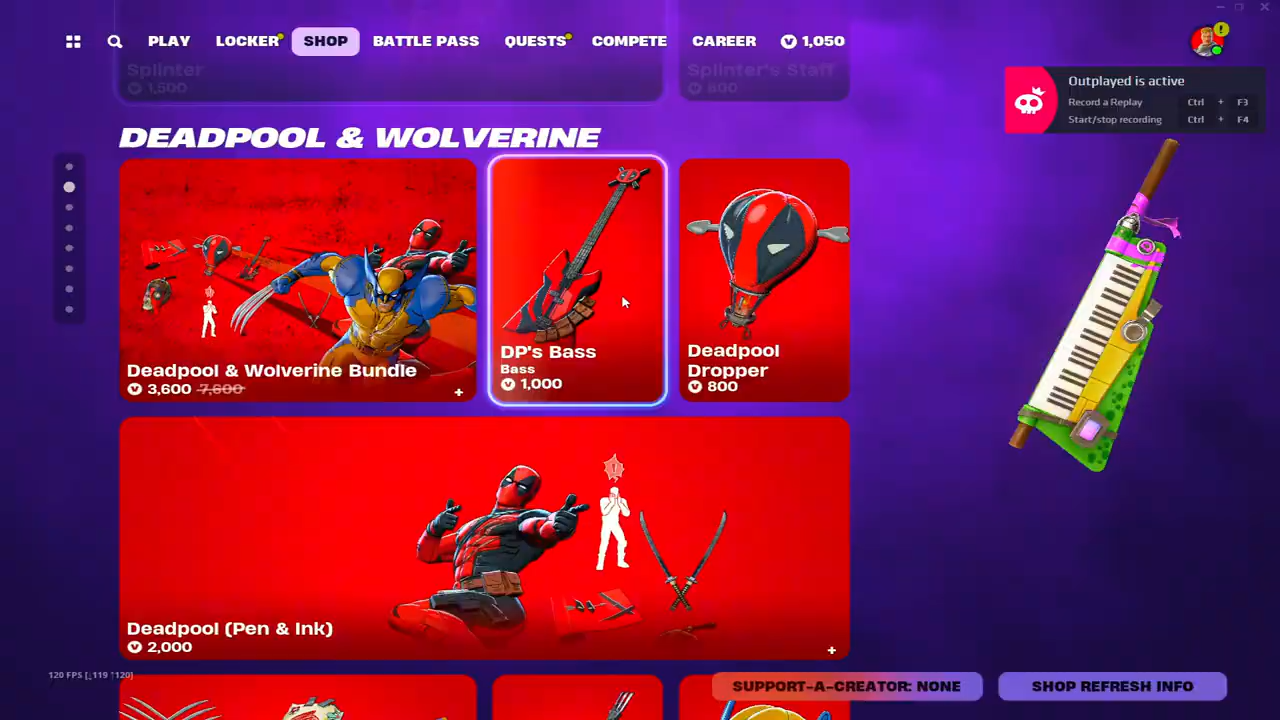 PLAY
LOCKER
SHOP
BATTLE PASS
QUESTS
COMPETE
CAREER
1,050
Splinter
1,500
Splinter's Staff
800
Outplayed is active
Record a Replay Ctrl + F3
Start/stop recording Ctrl + F4
DEADPOOL & WOLVERINE
Deadpool & Wolverine Bundle
3,600 7,600
+
DP's Bass
Bass
1,000
Deadpool
Dropper
800
Deadpool (Pen & Ink)
2,000
+
120 FPS [↓119 ↑120]
SUPPORT-A-CREATOR: NONE
SHOP REFRESH INFO